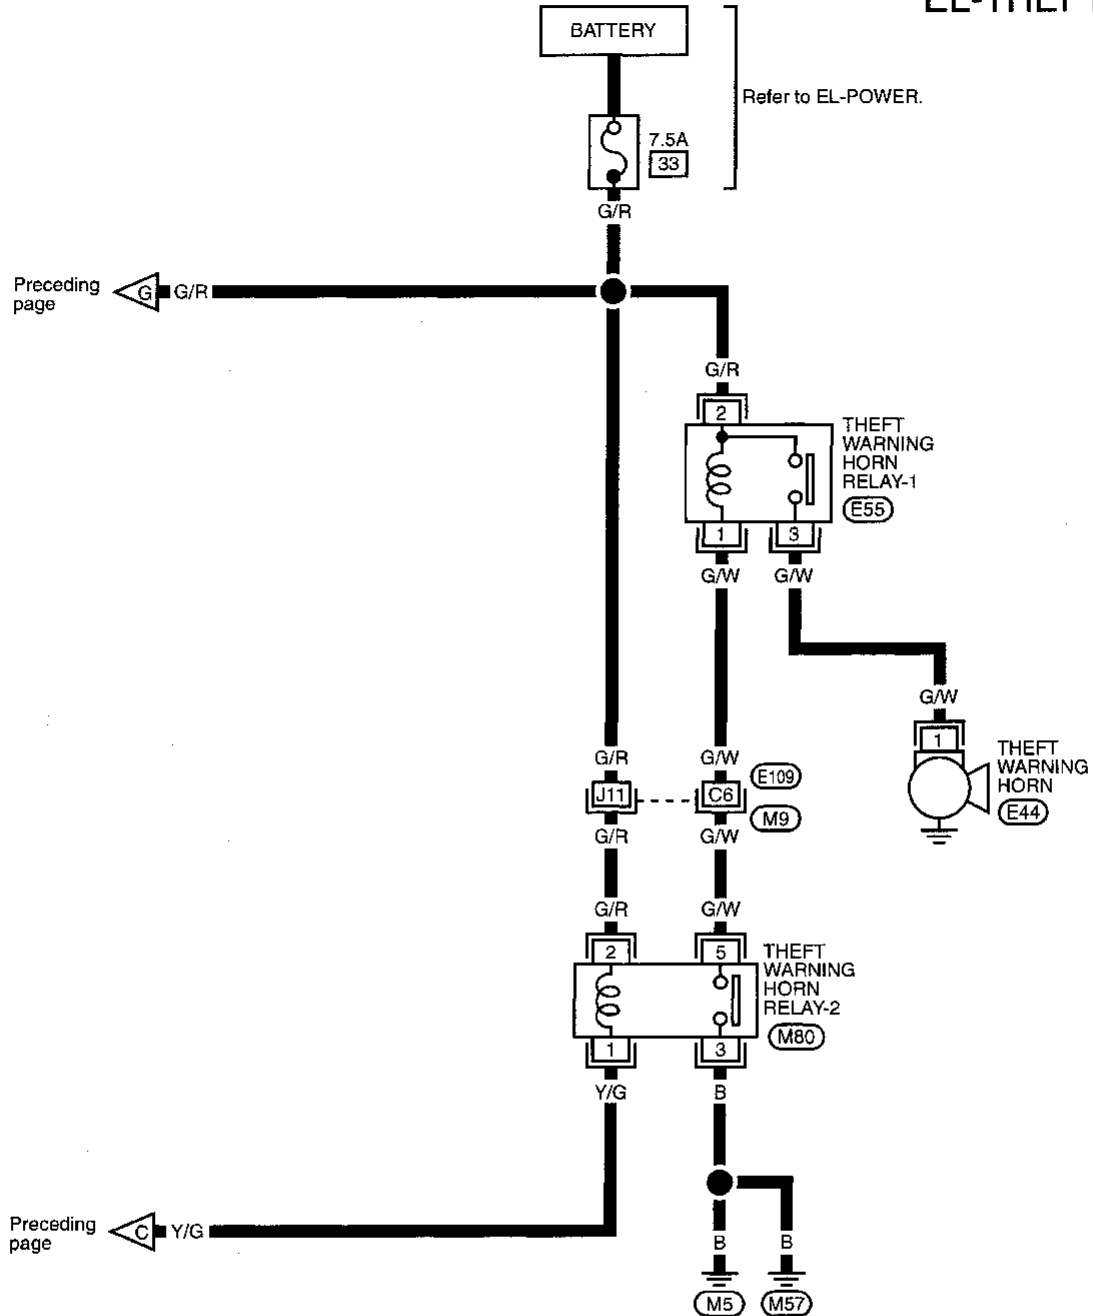 BATTERY
Refer to EL-POWER.
7.5A
33
G/R
Preceding
page
G
G/R
G/R
2
THEFT
WARNING
HORN
RELAY-1
E55
1
3
G/W
G/W
G/W
1
THEFT
WARNING
HORN
E44
G/R
G/W
E109
J11
C6
M9
G/R
G/W
G/R
G/W
2
5
THEFT
WARNING
HORN
RELAY-2
M80
1
3
Y/G
B
Preceding
page
C
Y/G
B
B
M5
M57